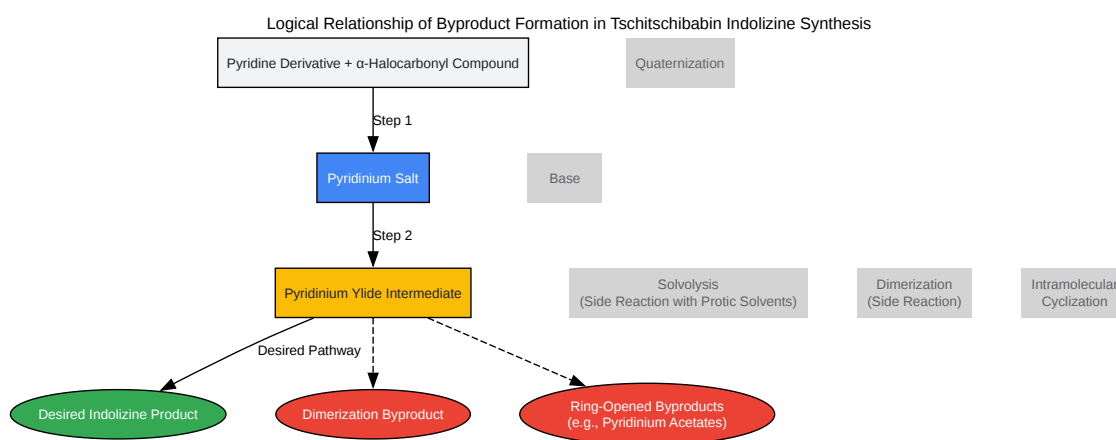 Logical Relationship of Byproduct Formation in Tschitschibabin Indolizine Synthesis
Pyridine Derivative + α-Halocarbonyl Compound
Quaternization
Step 1
Pyridinium Salt
Base
Step 2
Pyridinium Ylide Intermediate
Solvolysis
(Side Reaction with Protic Solvents)
Dimerization
(Side Reaction)
Intramolecular
Cyclization
Desired Pathway
Desired Indolizine Product
Dimerization Byproduct
Ring-Opened Byproducts
(e.g., Pyridinium Acetates)